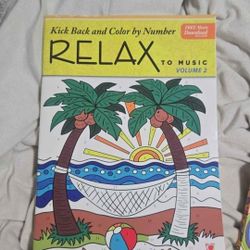 Kick Back and Color by Number
FREE Music
Download
RELAX
TO MUSIC
VOLUME 2